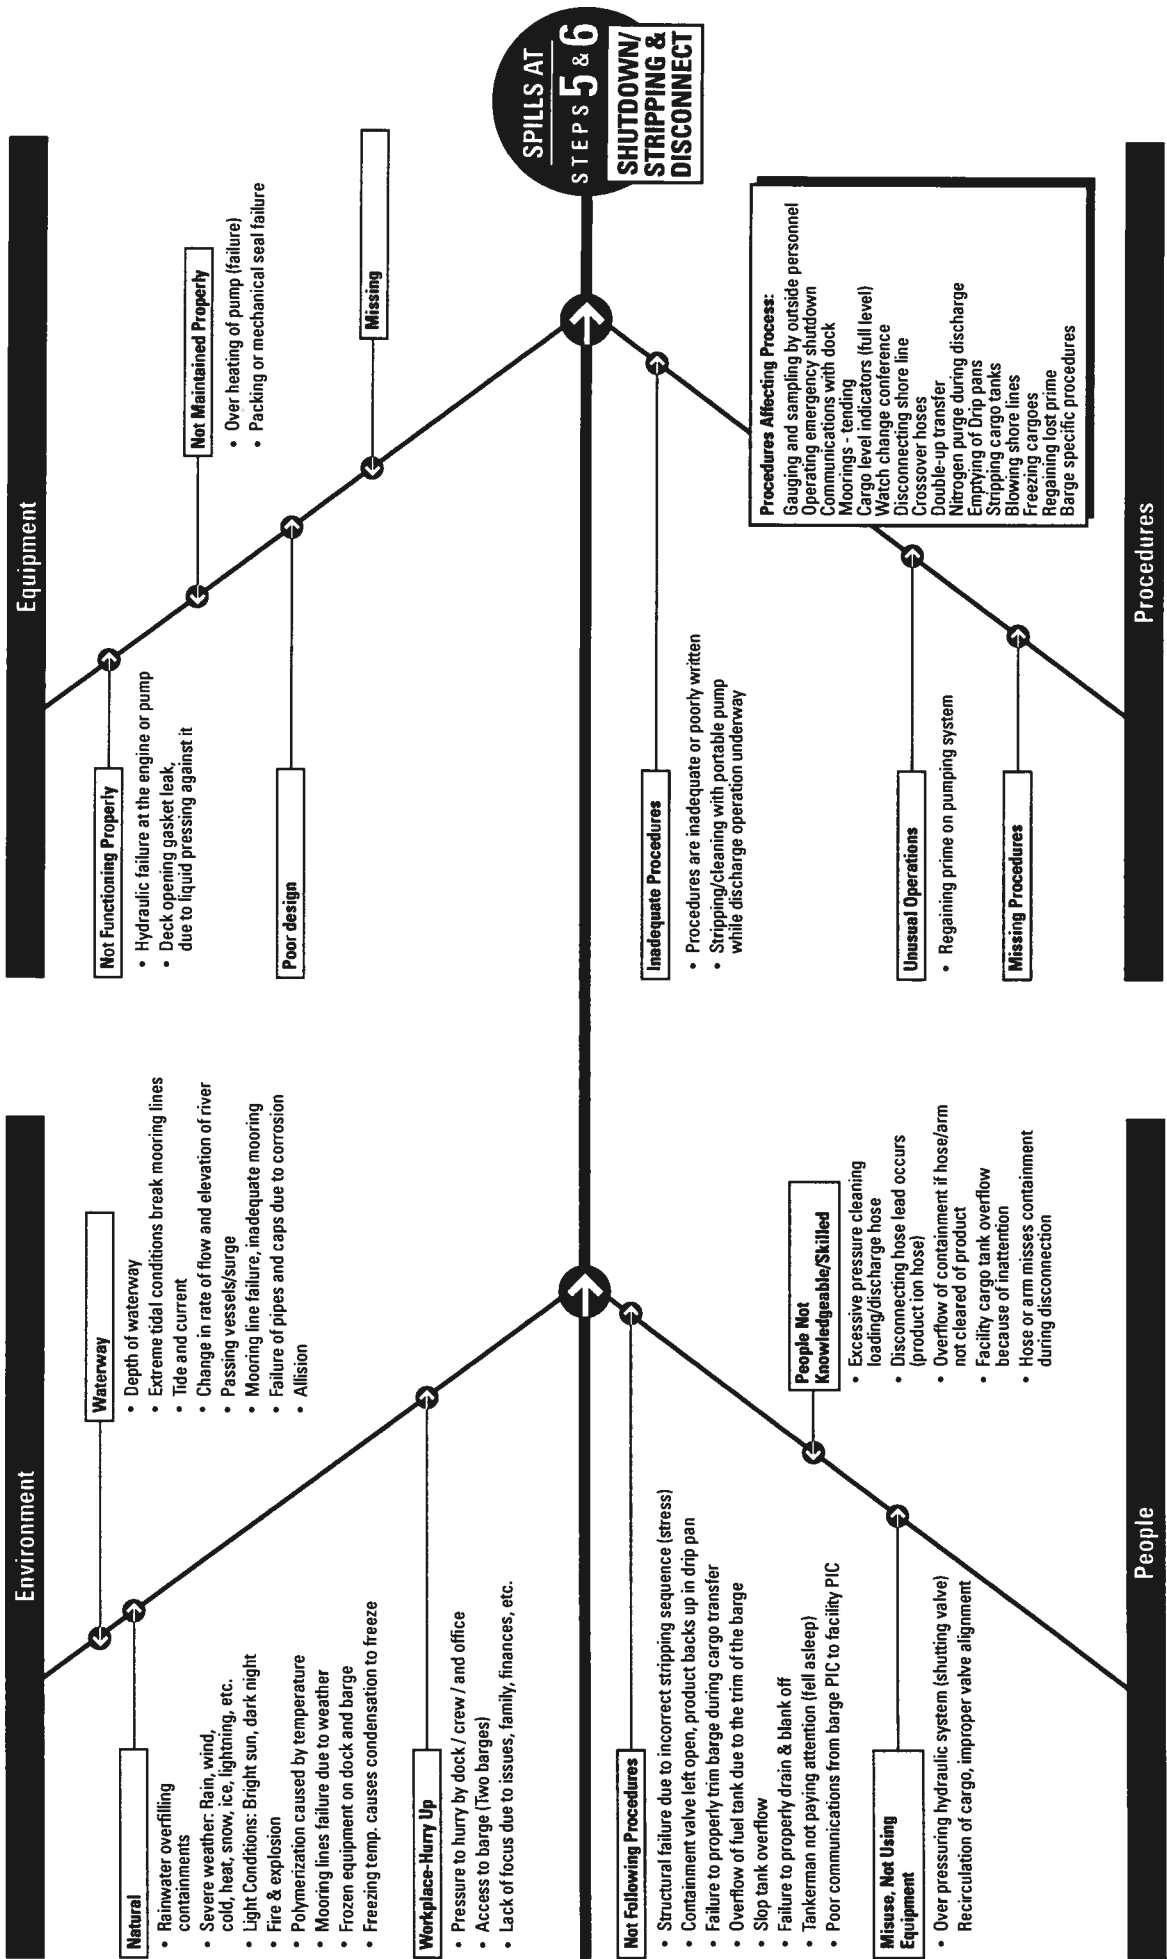 Environment
Waterway
• Depth of waterway
• Extreme tidal conditions break mooring lines
• Tide and current
• Change in rate of flow and elevation of river
• Passing vessels/surge
• Mooring line failure, inadequate mooring
• Failure of pipes and caps due to corrosion
• Allision
Natural
• Rainwater overfilling
containments
• Severe weather: Rain, wind,
cold, heat, snow, ice, lightning, etc.
• Light Conditions: Bright sun, dark night
• Fire & explosion
• Polymerization caused by temperature
• Mooring lines failure due to weather
• Frozen equipment on dock and barge
• Freezing temp. causes condensation to freeze
Workplace-Hurry Up
• Pressure to hurry by dock / crew / and office
• Access to barge (Two barges)
• Lack of focus due to issues, family, finances, etc.
Equipment
Not Functioning Properly
• Hydraulic failure at the engine or pump
• Deck opening gasket leak,
due to liquid pressing against it
Not Maintained Properly
• Over heating of pump (failure)
• Packing or mechanical seal failure
Poor design
Missing
SPILLS AT
STEPS 5 & 6
SHUTDOWN/
STRIPPING &
DISCONNECT
Not Following Procedures
• Structural failure due to incorrect stripping sequence (stress)
• Containment valve left open, product backs up in drip pan
• Failure to properly trim barge during cargo transfer
• Overflow of fuel tank due to the trim of the barge
• Slop tank overflow
• Failure to properly drain & blank off
• Tankerman not paying attention (fell asleep)
• Poor communications from barge PIC to facility PIC
People Not
Knowledgeable/Skilled
• Excessive pressure cleaning
loading/discharge hose
• Disconnecting hose lead occurs
(product ion hose)
• Overflow of containment if hose/arm
not cleared of product
• Facility cargo tank overflow
because of inattention
• Hose or arm misses containment
during disconnection
Misuse, Not Using
Equipment
• Over pressuring hydraulic system (shutting valve)
Recirculation of cargo, improper valve alignment
People
Inadequate Procedures
• Procedures are inadequate or poorly written
• Stripping/cleaning with portable pump
while discharge operation underway
Unusual Operations
• Regaining prime on pumping system
Missing Procedures
Procedures Affecting Process:
Gauging and sampling by outside personnel
Operating emergency shutdown
Communications with dock
Moorings - tending
Cargo level indicators (full level)
Watch change conference
Disconnecting shore line
Crossover hoses
Double-up transfer
Nitrogen purge during discharge
Emptying of Drip pans
Stripping cargo tanks
Blowing shore lines
Freezing cargoes
Regaining lost prime
Barge specific procedures
Procedures